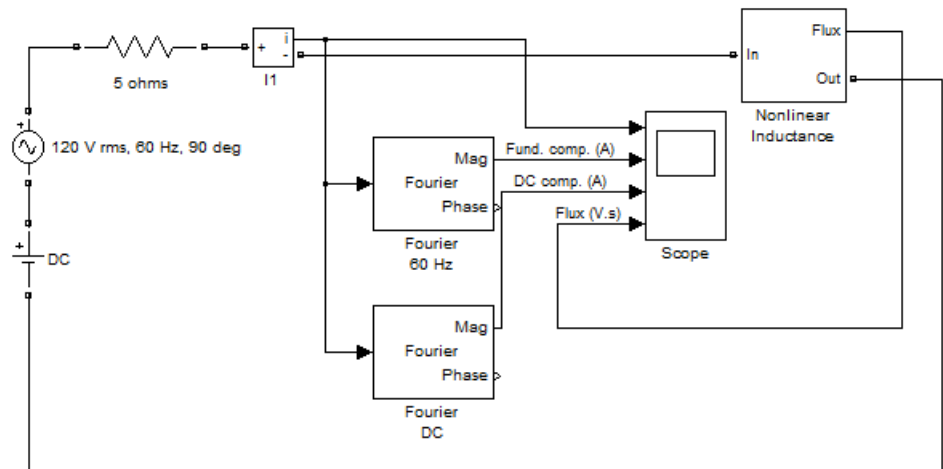 +
i
+
-
I1
5 ohms
In
Flux
Out
Nonlinear
Inductance
+
120 V rms, 60 Hz, 90 deg
Mag
Fourier
Phase
Fourier
60 Hz
Fund. comp. (A)
DC comp. (A)
Flux (V.s)
Scope
+
DC
Mag
Fourier
Phase
Fourier
DC